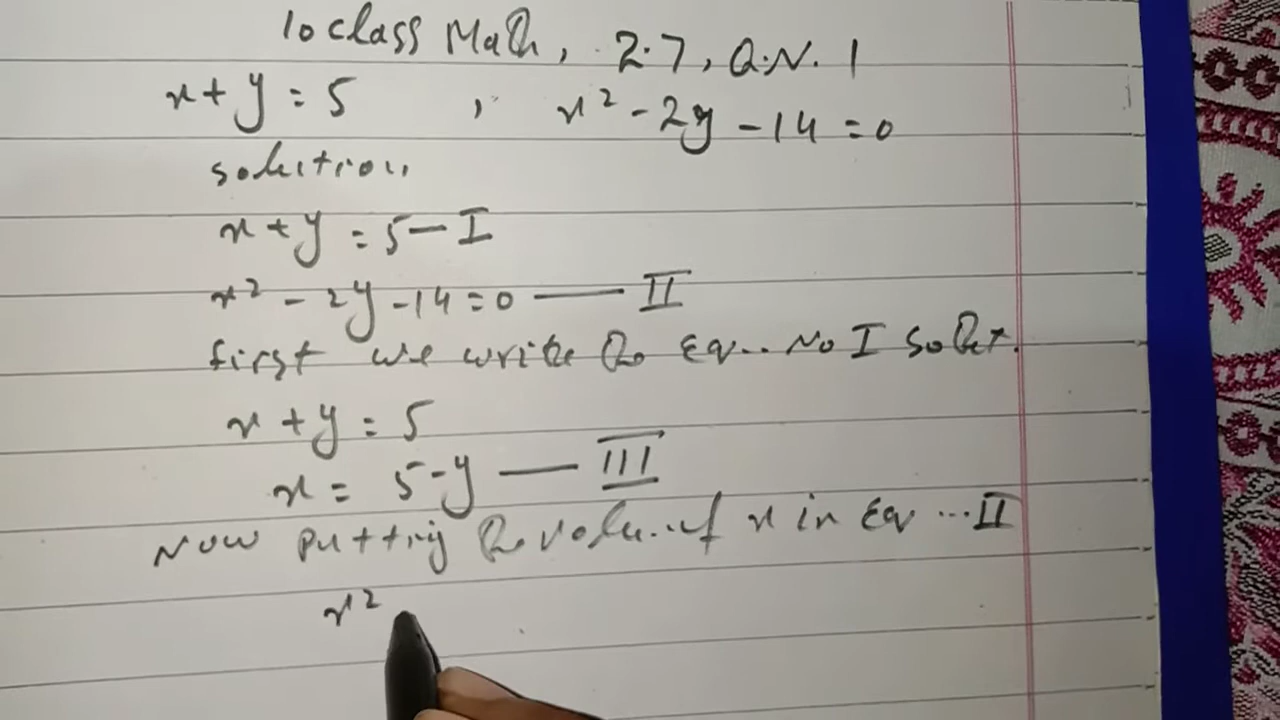 10 class Math, 2.7, Q.N. 1
x + y = 5 , x² - 2y - 14 = 0
solution
x + y = 5 — I
x² - 2y - 14 = 0 — II
first we write the Eq... No I
x + y = 5
x = 5 - y — III
Now putting the value of x in Eq ... II
x²